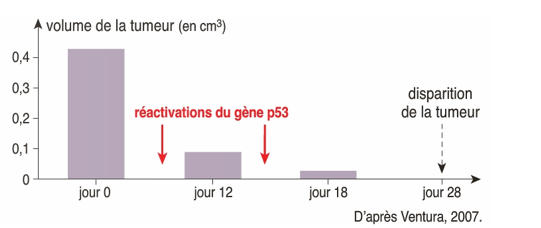 volume de la tumeur (en cm³)
0,4
0,3
0,2
0,1
0
réactivations du gène p53
disparition
de la tumeur
jour 0
jour 12
jour 18
jour 28
D'après Ventura, 2007.